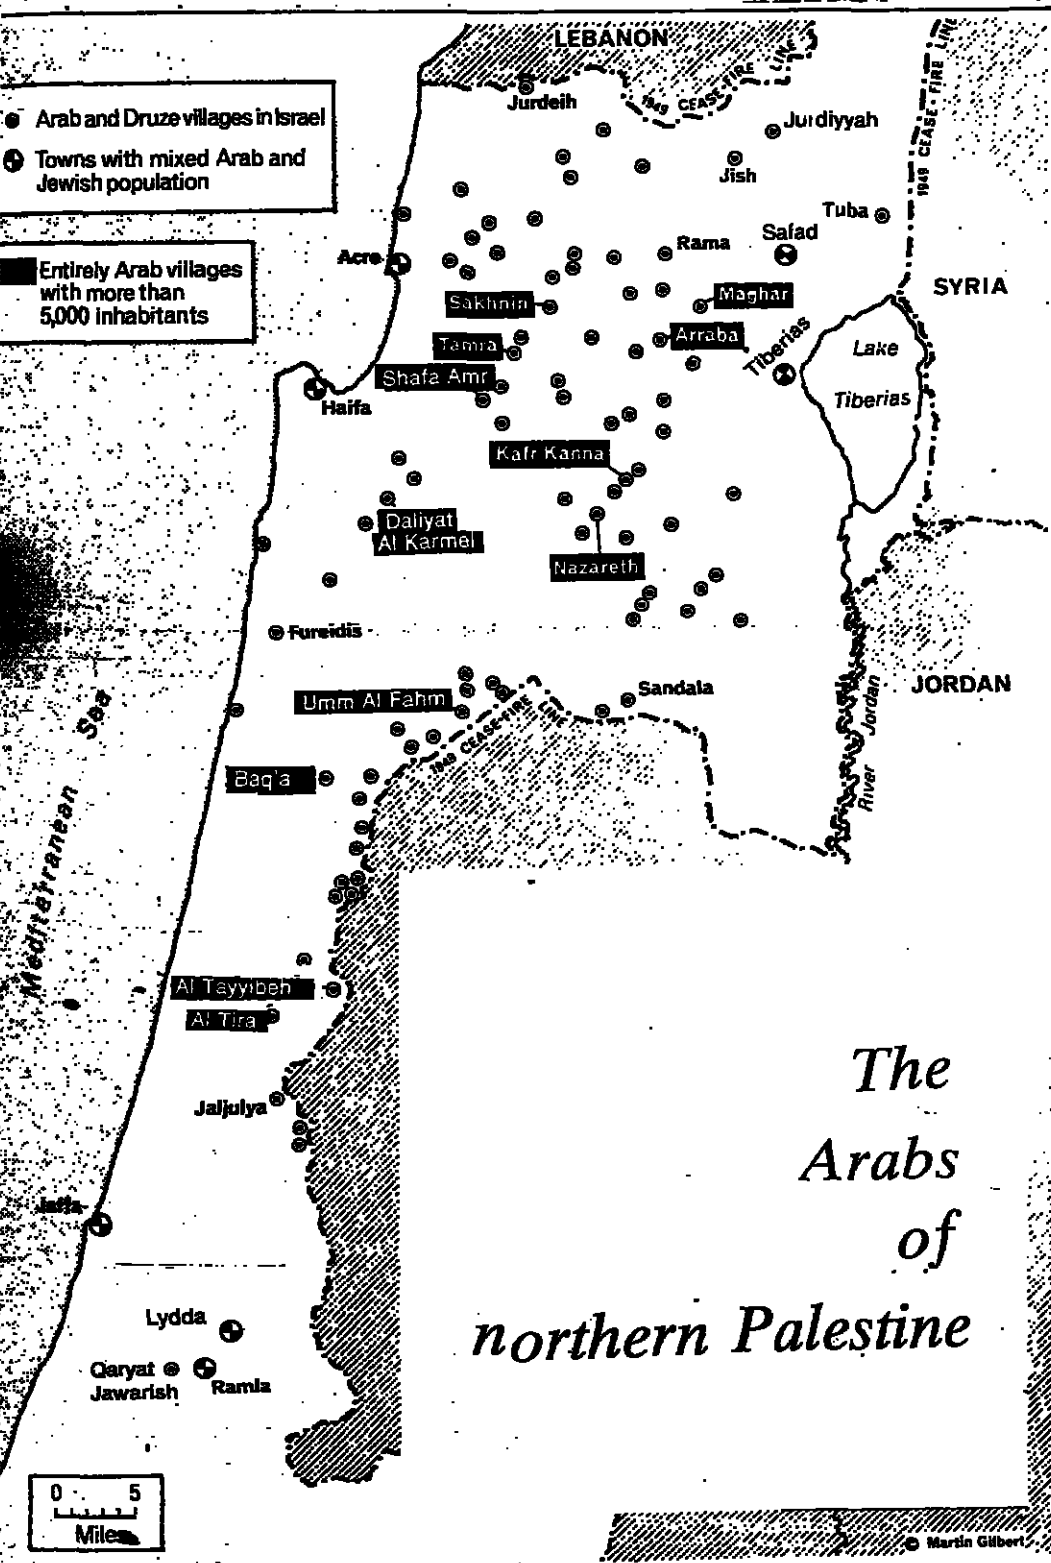 LEBANON
1949 CEASE-FIRE LINE
1949 CEASE-FIRE LINE
Arab and Druze villages in Israel
Towns with mixed Arab and
Jewish population
Entirely Arab villages
with more than
5,000 inhabitants
Jurdeih
Jurdiyyah
Jish
Tuba
Safad
Rama
Acre
SYRIA
Sakhnin
Maghar
Tamra
Arraba
Tiberias
Lake
Tiberias
Shafa Amr
Haifa
Kafr Kanna
Daliyat
Al Karmel
Nazareth
Fureidis
Umm Al Fahm
Sandala
JORDAN
River Jordan
1949 CEASE-FIRE LINE
Mediterranean Sea
Baq'a
Al Tayyibeh
Al Tira
Jaljulya
The
Arabs
of
northern Palestine
Jaffa
Lydda
Qaryat
Jawarish
Ramla
0 5
Miles
© Martin Gilbert